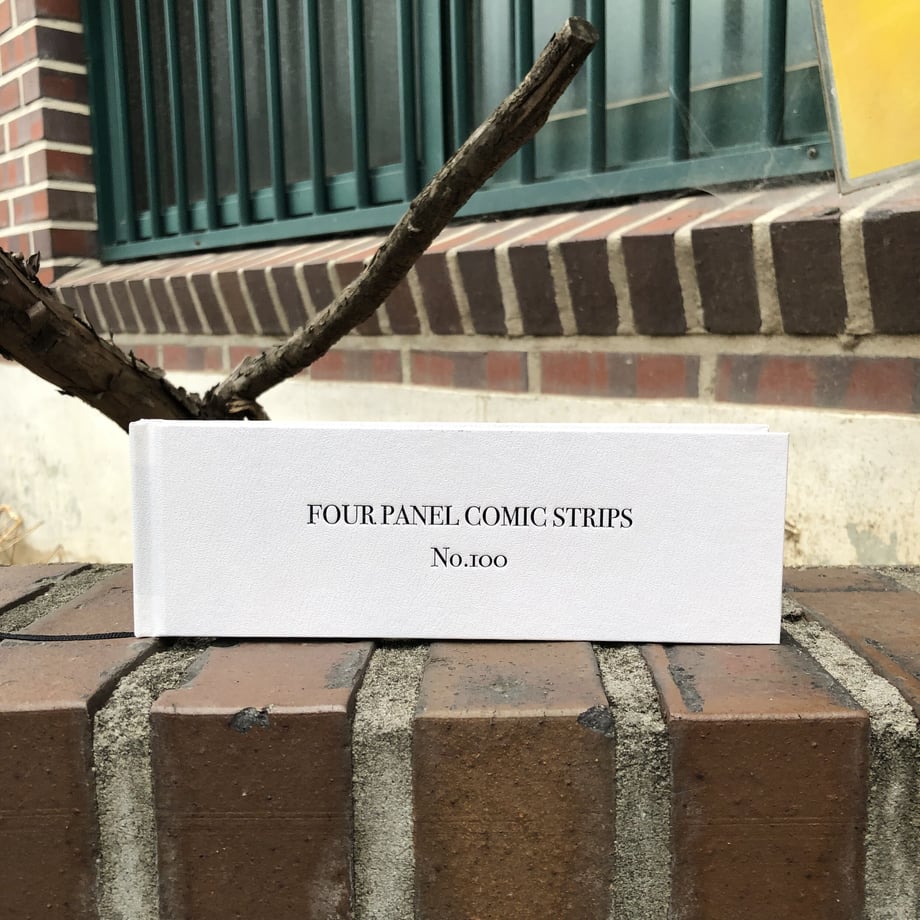 FOUR PANEL COMIC STRIPS
No.100